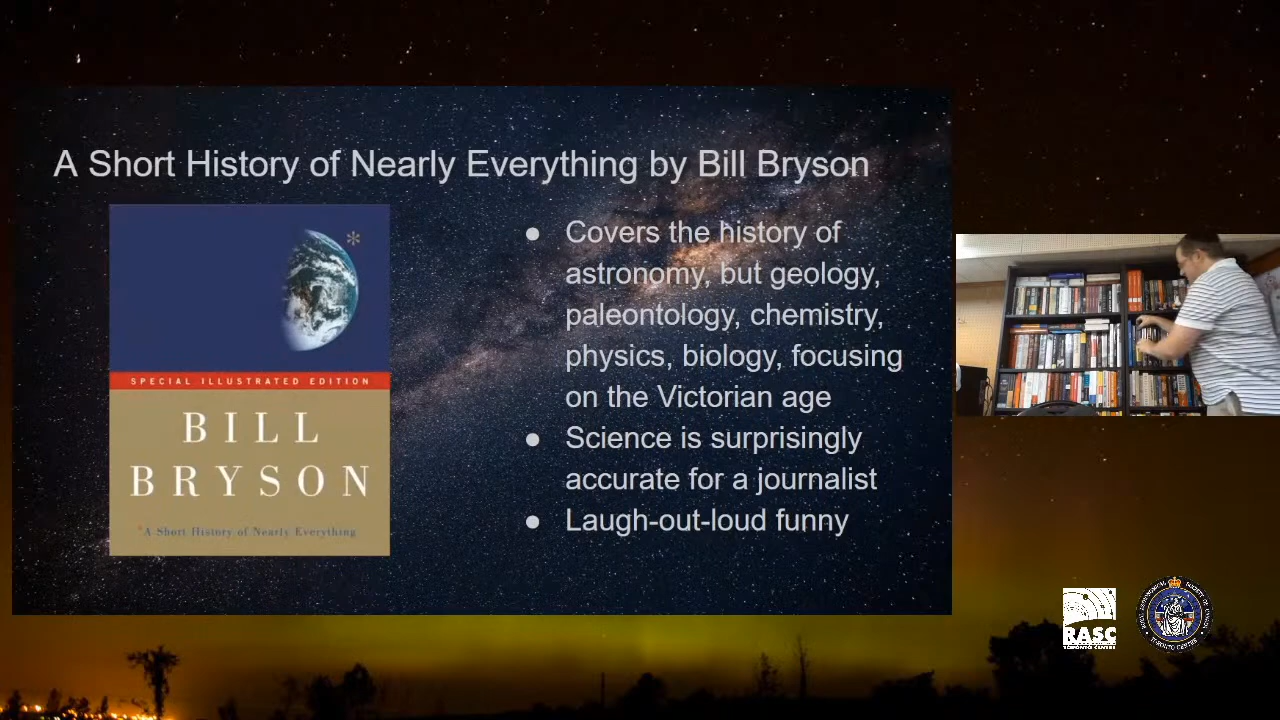 A Short History of Nearly Everything by Bill Bryson
*
SPECIAL ILLUSTRATED EDITION
BILL
BRYSON
*A Short History of Nearly Everything
● Covers the history of
astronomy, but geology,
paleontology, chemistry,
physics, biology, focusing
on the Victorian age
● Science is surprisingly
accurate for a journalist
● Laugh-out-loud funny
RASC
TORONTO CENTRE